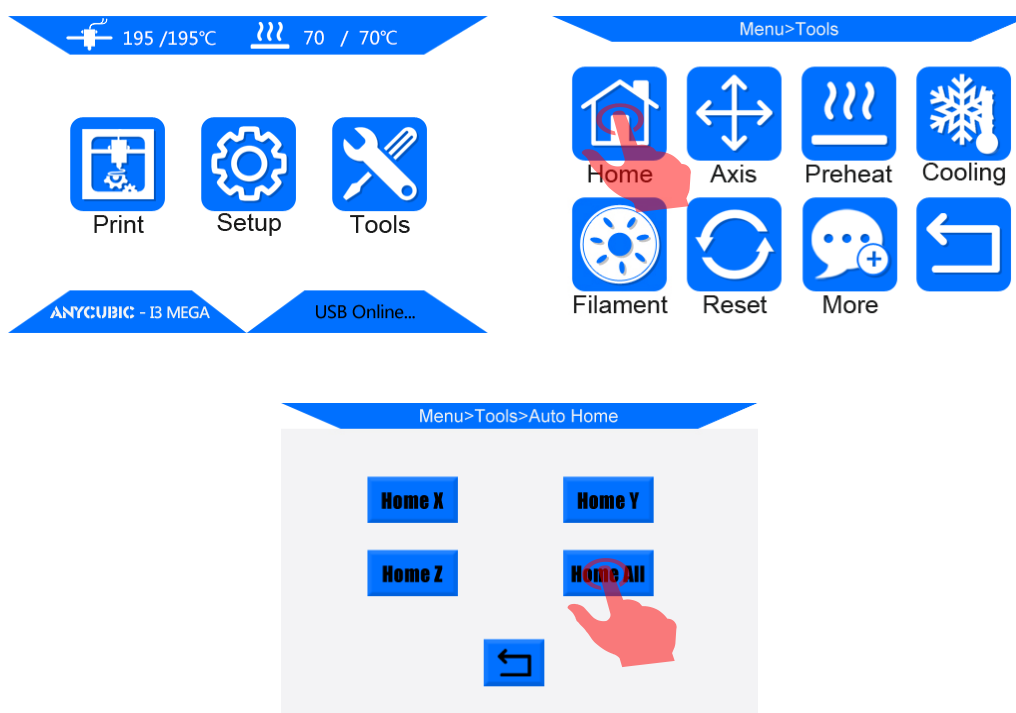 195 /195℃ 70 / 70℃
Print Setup Tools
ANYCUBIC - I3 MEGA USB Online...
Menu>Tools
Home Axis Preheat Cooling
Filament Reset More
Menu>Tools>Auto Home
Home X Home Y
Home Z Home All